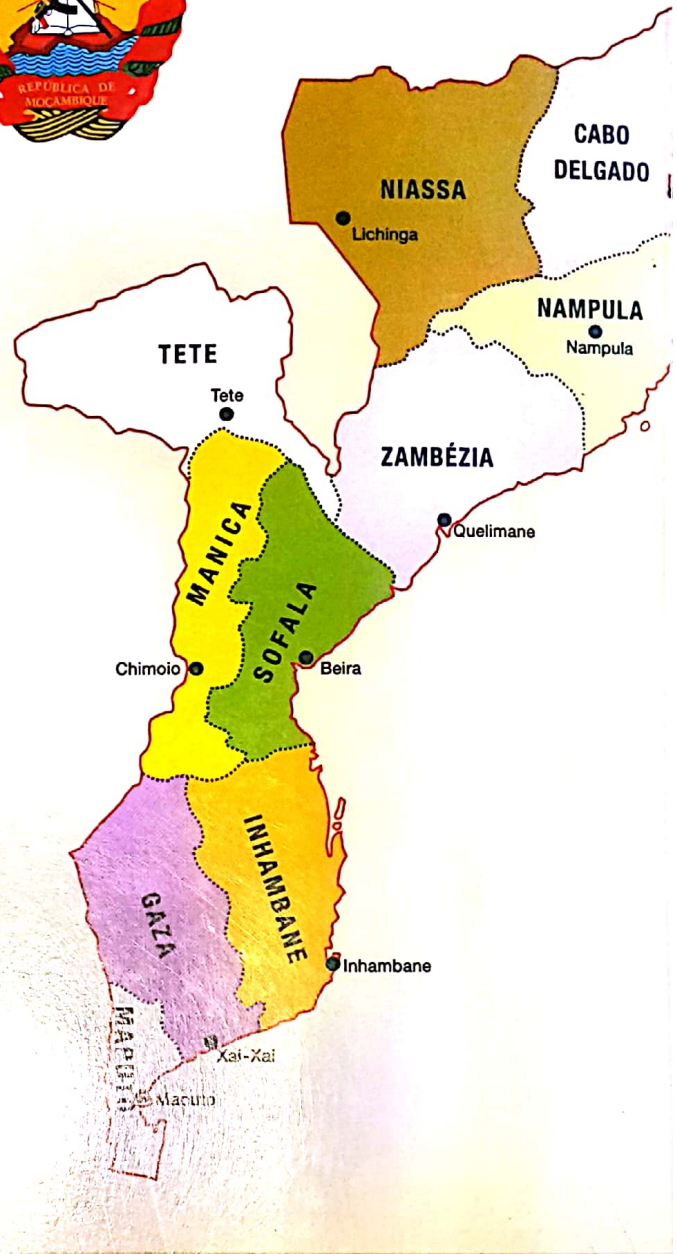 REPÚBLICA DE
MOÇAMBIQUE
CABO
DELGADO
NIASSA
Lichinga
NAMPULA
Nampula
TETE
Tete
ZAMBÉZIA
Quelimane
MANICA
SOFALA
Chimoio
Beira
INHAMBANE
GAZA
Inhambane
MAPUTO
Xai-Xai
Maputo